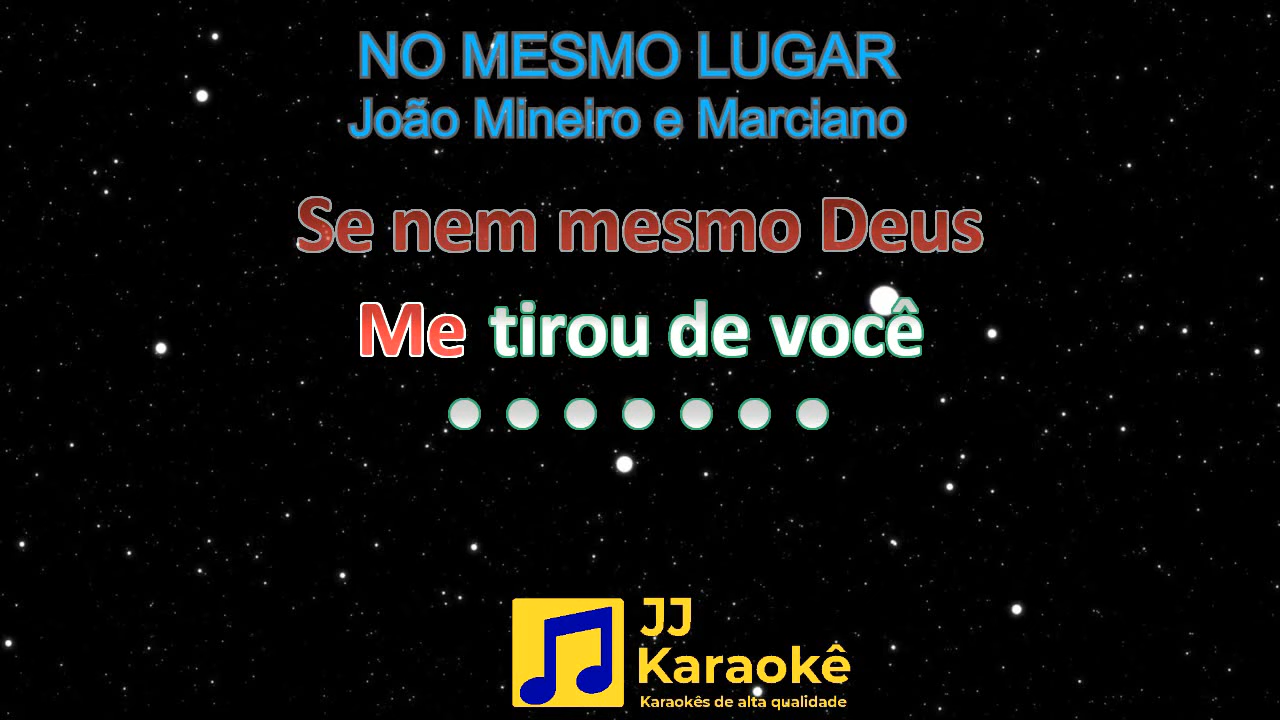 NO MESMO LUGAR
João Mineiro e Marciano
Se nem mesmo Deus
Me tirou de você
JJ
Karaokê
Karaokês de alta qualidade